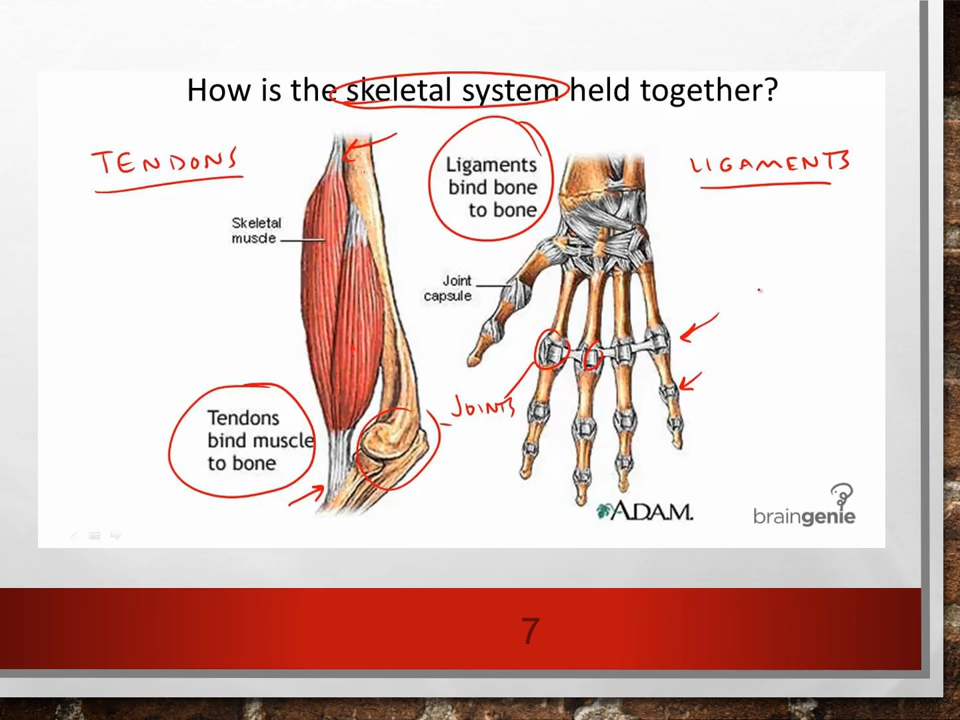 How is the skeletal system held together?
TENDONS
Ligaments
bind bone
to bone
LIGAMENTS
Skeletal
muscle
Joint
capsule
JOINTS
Tendons
bind muscle
to bone
A.D.A.M.
braingenie
7